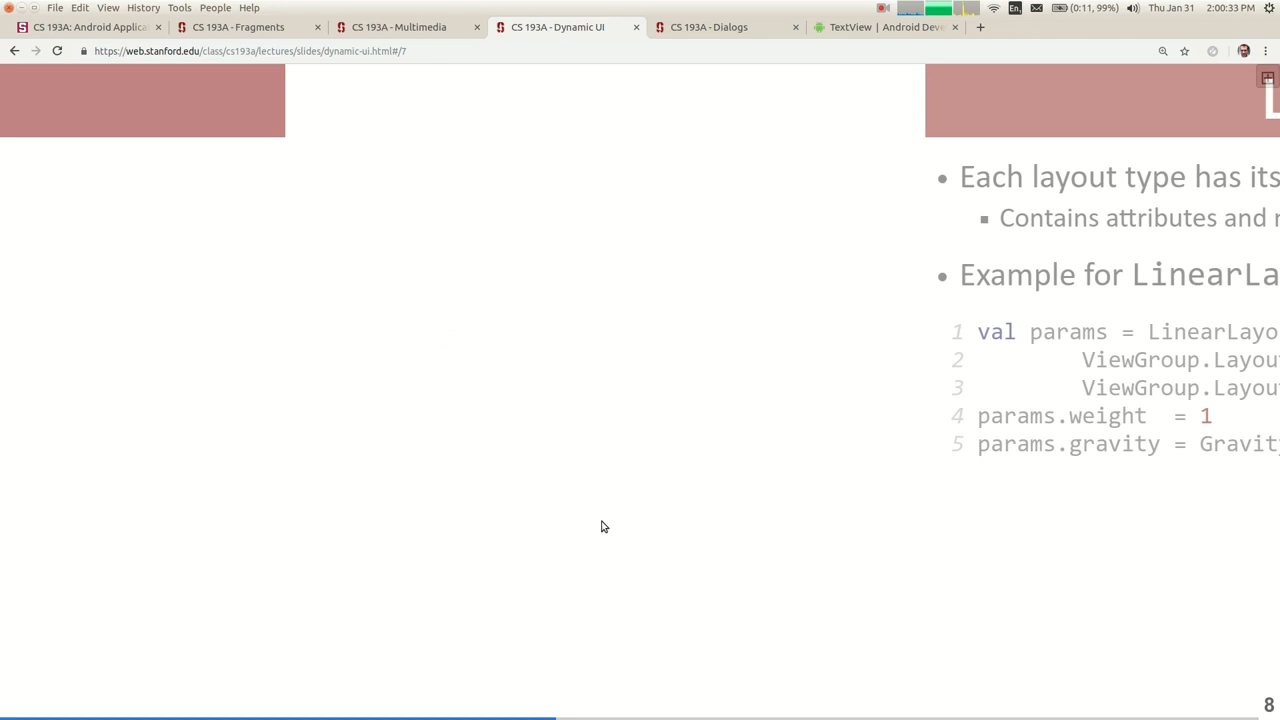 File Edit View History Tools People Help
En
(0:11, 99%)
Thu Jan 31 2:00:33 PM
CS 193A: Android Applica
CS 193A - Fragments
CS 193A - Multimedia
CS 193A - Dynamic UI
CS 193A - Dialogs
TextView | Android Deve
https://web.stanford.edu/class/cs193a/lectures/slides/dynamic-ui.html#/7
L
• Each layout type has its
▪ Contains attributes and
• Example for LinearLa
1 val params = LinearLayo
2 ViewGroup.Layou
3 ViewGroup.Layou
4 params.weight = 1
5 params.gravity = Gravit
8